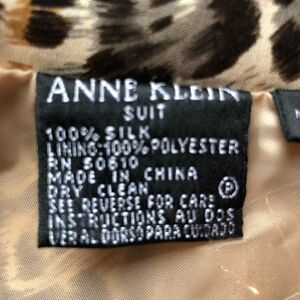 ANNE KLEIN
SUIT
100% SILK
LINING: 100% POLYESTER
RN 50610
MADE IN CHINA
DRY CLEAN P
SEE REVERSE FOR CARE
INSTRUCTIONS AU DOS
VER AL DORSO PARA CUIDADO